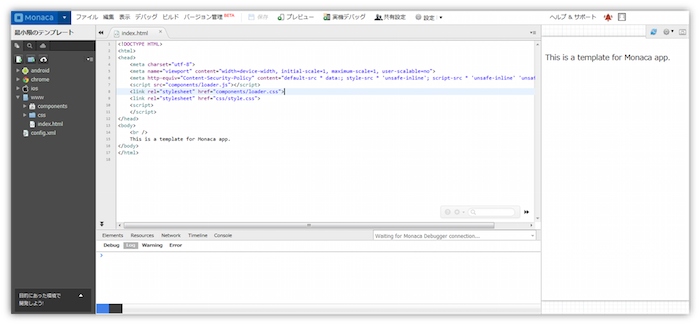 Monaca ファイル 編集 表示 デバッグ ビルド バージョン管理 BETA 保存 プレビュー 実機デバッグ 共有設定 設定 ヘルプ & サポート
最小限のテンプレート
index.html
android
chrome
ios
www
components
css
index.html
config.xml
1 <!DOCTYPE HTML>
2 <html>
3 <head>
4 <meta charset="utf-8">
5 <meta name="viewport" content="width=device-width, initial-scale=1, maximum-scale=1, user-scalable=no">
6 <meta http-equiv="Content-Security-Policy" content="default-src * data:; style-src * 'unsafe-inline'; script-src * 'unsafe-inline' 'unsaf
7 <script src="components/loader.js"></script>
8 <link rel="stylesheet" href="components/loader.css">
9 <link rel="stylesheet" href="css/style.css">
10 <script>
11 </script>
12 </head>
13 <body>
14 <br />
15 This is a template for Monaca app.
16 </body>
17 </html>
18
This is a template for Monaca app.
Elements Resources Network Timeline Console
Waiting for Monaca Debugger connection...
Debug Log Warning Error
目的にあった環境で
開発しよう!